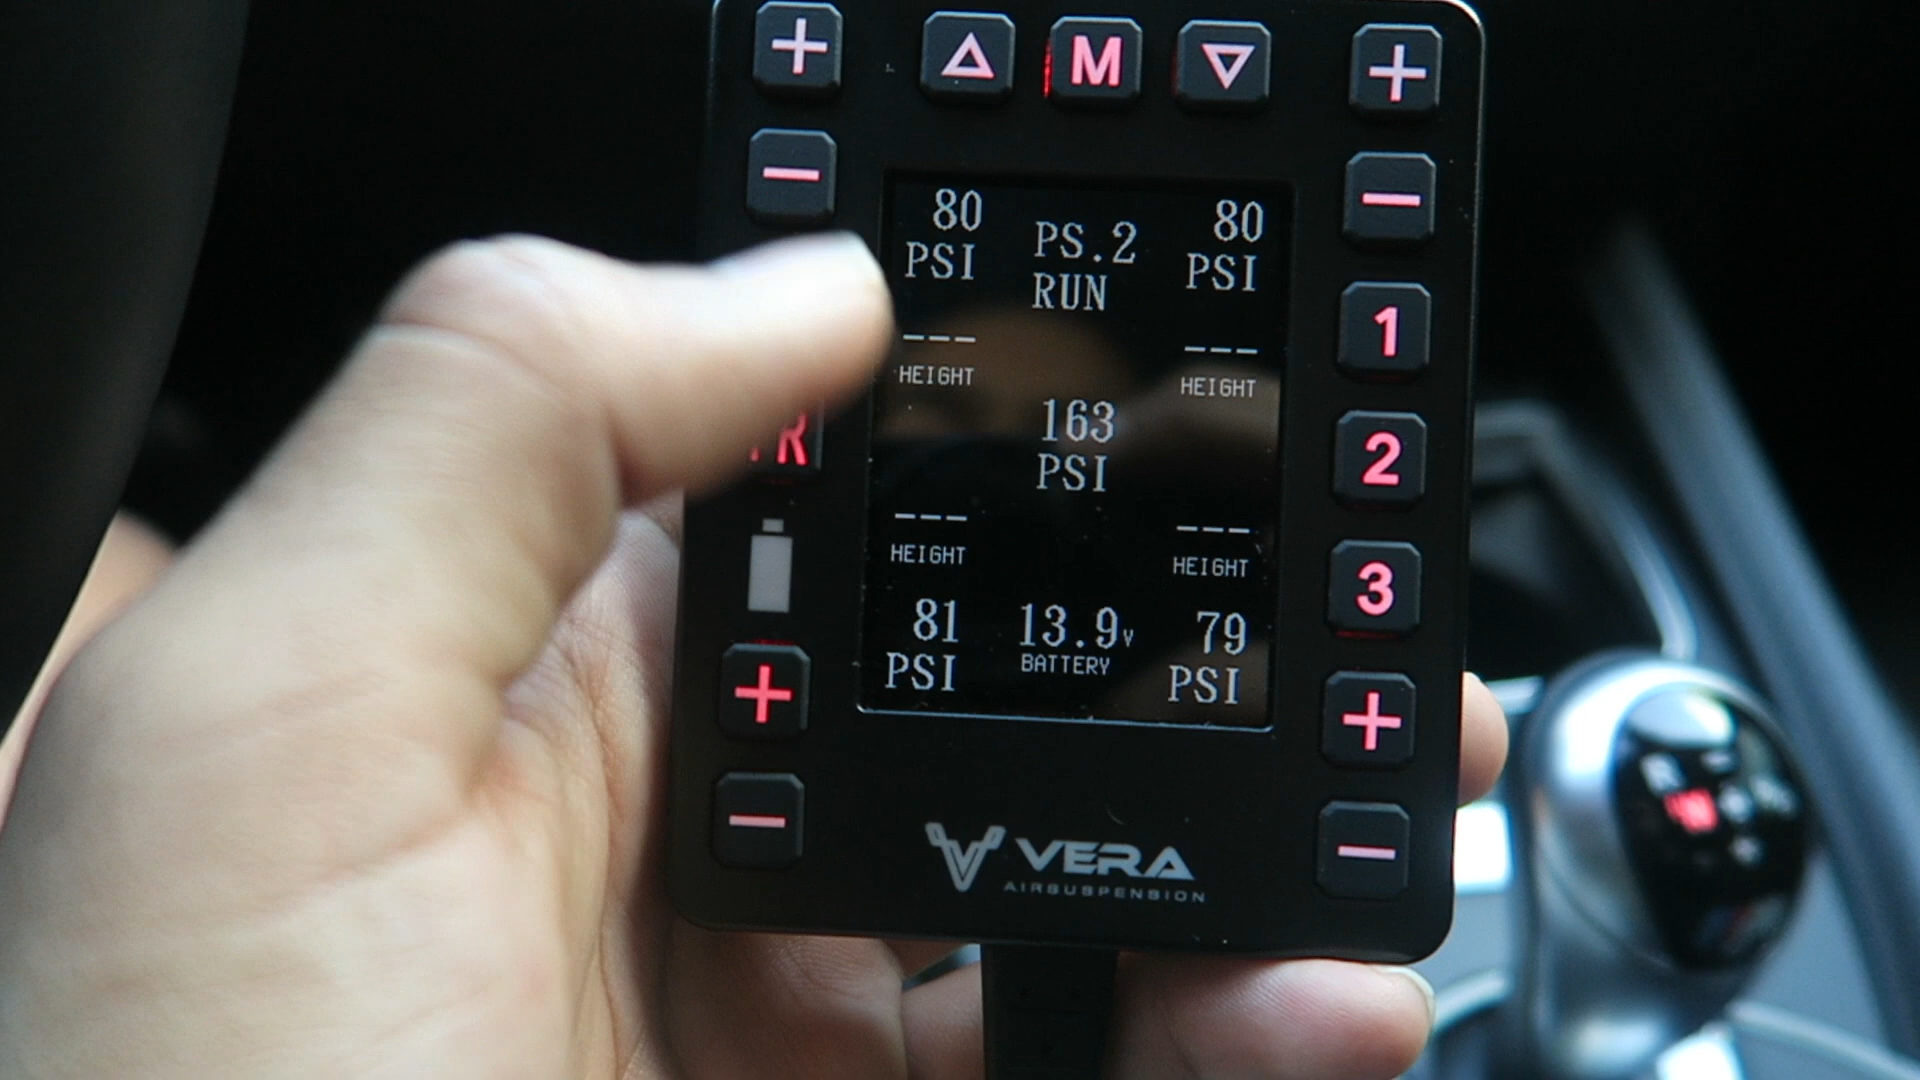 + △ M ▽ +
− −
80 PSI
PS.2 RUN
80 PSI
1
--- HEIGHT
--- HEIGHT
163 PSI
R
2
--- HEIGHT
--- HEIGHT
3
81 PSI
13.9V BATTERY
79 PSI
+ +
− −
VERA
AIRSUSPENSION
R